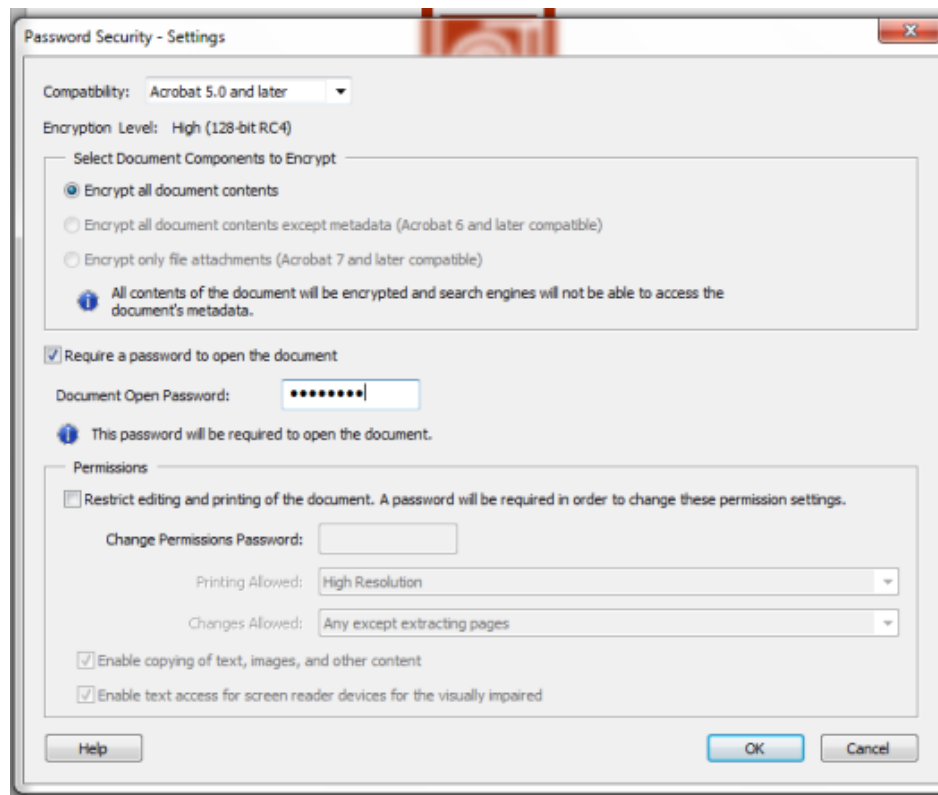 Password Security - Settings
Compatibility: Acrobat 5.0 and later
Encryption Level: High (128-bit RC4)
Select Document Components to Encrypt
Encrypt all document contents
Encrypt all document contents except metadata (Acrobat 6 and later compatible)
Encrypt only file attachments (Acrobat 7 and later compatible)
All contents of the document will be encrypted and search engines will not be able to access the
document's metadata.
Require a password to open the document
Document Open Password: ••••••••
This password will be required to open the document.
Permissions
Restrict editing and printing of the document. A password will be required in order to change these permission settings.
Change Permissions Password:
Printing Allowed: High Resolution
Changes Allowed: Any except extracting pages
Enable copying of text, images, and other content
Enable text access for screen reader devices for the visually impaired
Help OK Cancel